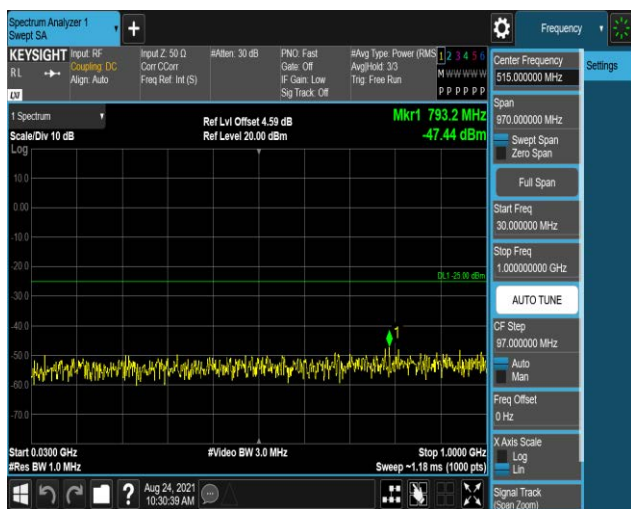 Spectrum Analyzer 1
Swept SA
+
Frequency
KEYSIGHT
RL
LXI
Input: RF
Coupling: DC
Align: Auto
Input Z: 50 Ω
Corr CCorr
Freq Ref: Int (S)
#Atten: 30 dB
PNO: Fast
Gate: Off
IF Gain: Low
Sig Track: Off
#Avg Type: Power (RMS
Avg|Hold: 3/3
Trig: Free Run
1 2 3 4 5 6
M W W W W W
P P P P P P
1 Spectrum
Scale/Div 10 dB
Ref Lvl Offset 4.59 dB
Ref Level 20.00 dBm
Mkr1 793.2 MHz
-47.44 dBm
Log
10.0
0.00
-10.0
-20.0
DL1 -25.00 dBm
-30.0
-40.0
1
-50.0
-60.0
-70.0
Start 0.0300 GHz
#Res BW 1.0 MHz
#Video BW 3.0 MHz
Stop 1.0000 GHz
Sweep ~1.18 ms (1000 pts)
?
Aug 24, 2021
10:30:39 AM
Center Frequency
515.000000 MHz
Settings
Span
970.000000 MHz
Swept Span
Zero Span
Full Span
Start Freq
30.000000 MHz
Stop Freq
1.000000000 GHz
AUTO TUNE
CF Step
97.000000 MHz
Auto
Man
Freq Offset
0 Hz
X Axis Scale
Log
Lin
Signal Track
(Span Zoom)